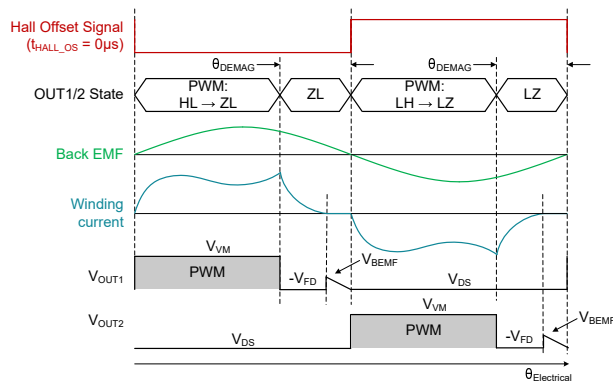 Hall Offset Signal
(tHALL_OS = 0µs)
θDEMAG
θDEMAG
OUT1/2 State
PWM:
HL → ZL
ZL
PWM:
LH → LZ
LZ
Back EMF
Winding
current
VVM
VBEMF
VOUT1
PWM
-VFD
VDS
VVM
VBEMF
VOUT2
VDS
PWM
-VFD
θElectrical